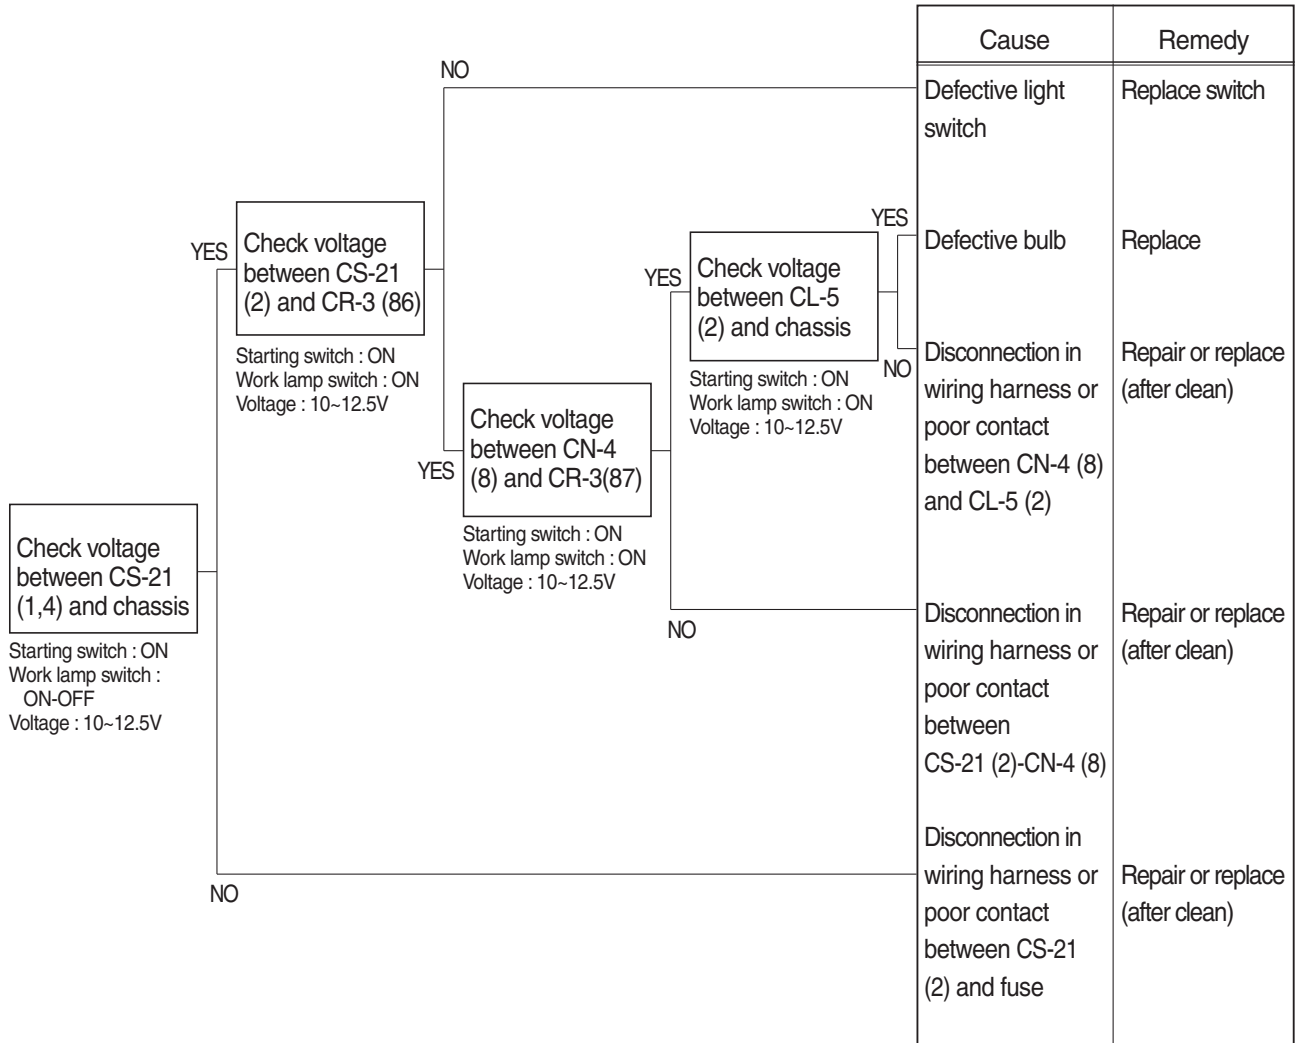 Cause
Remedy
NO
Defective light
switch
Replace switch
YES
Check voltage
between CS-21
(2) and CR-3 (86)
Starting switch : ON
Work lamp switch : ON
Voltage : 10~12.5V
YES
Check voltage
between CL-5
(2) and chassis
Starting switch : ON
Work lamp switch : ON
Voltage : 10~12.5V
YES
Defective bulb
Replace
NO
Disconnection in
wiring harness or
poor contact
between CN-4 (8)
and CL-5 (2)
Repair or replace
(after clean)
YES
Check voltage
between CN-4
(8) and CR-3(87)
Starting switch : ON
Work lamp switch : ON
Voltage : 10~12.5V
Check voltage
between CS-21
(1,4) and chassis
Starting switch : ON
Work lamp switch :
ON-OFF
Voltage : 10~12.5V
NO
Disconnection in
wiring harness or
poor contact
between
CS-21 (2)-CN-4 (8)
Repair or replace
(after clean)
NO
Disconnection in
wiring harness or
poor contact
between CS-21
(2) and fuse
Repair or replace
(after clean)